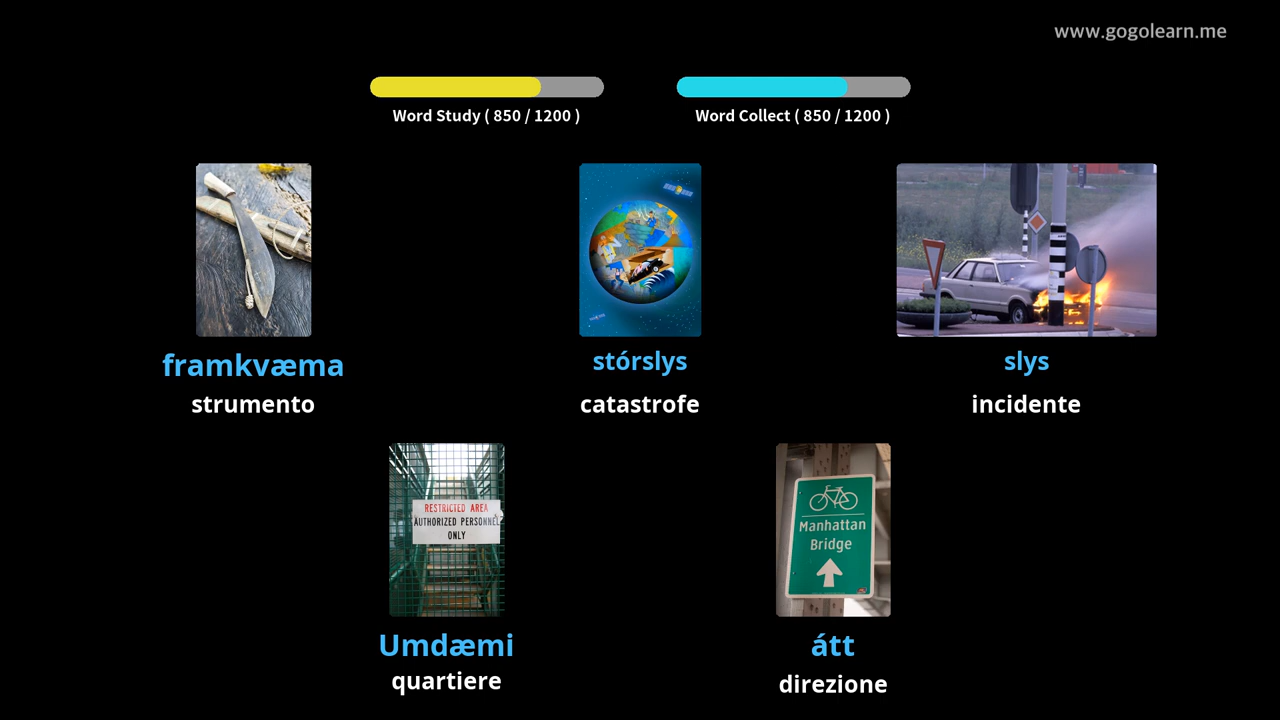 www.gogolearn.me
Word Study ( 850 / 1200 )
Word Collect ( 850 / 1200 )
framkvæma
strumento
stórslys
catastrofe
slys
incidente
RESTRICTED AREA
AUTHORIZED PERSONNEL
ONLY
Manhattan
Bridge
Umdæmi
quartiere
átt
direzione